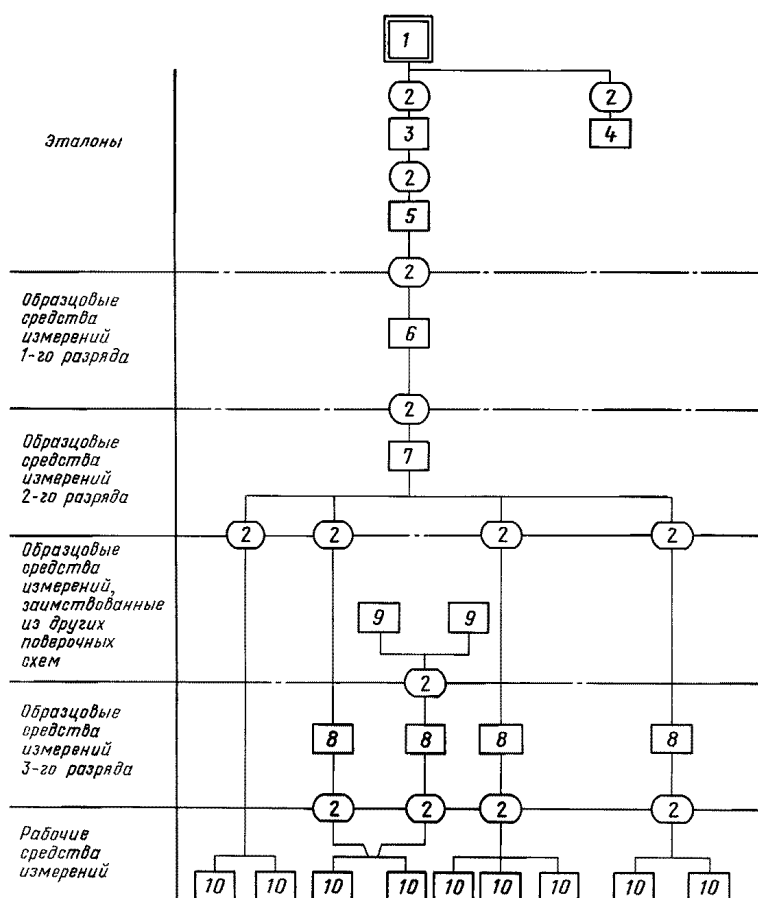 1
2
2
Эталоны
3
4
2
5
2
Образцовые
средства
измерений
1-го разряда
6
2
Образцовые
средства
измерений
2-го разряда
7
2
2
2
2
Образцовые
средства
измерений,
заимствованные
из других
поверочных
схем
9
9
2
Образцовые
средства
измерений
3-го разряда
8
8
8
8
2
2
2
2
Рабочие
средства
измерений
10
10
10
10
10
10
10
10
10